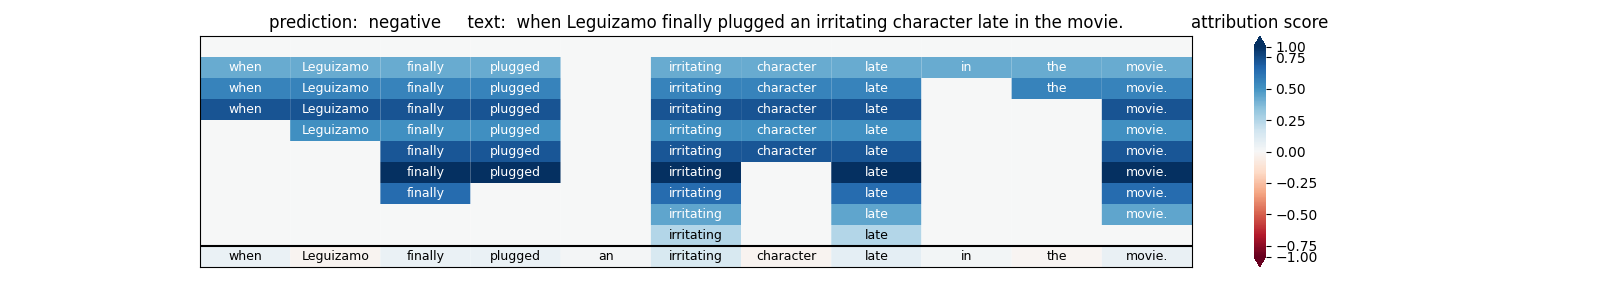 prediction:  negative     text:  when Leguizamo finally plugged an irritating character late in the movie.     attribution score
1.00
when Leguizamo finally plugged irritating character late in the movie. 0.75
when Leguizamo finally plugged irritating character late the movie. 0.50
when Leguizamo finally plugged irritating character late movie.
Leguizamo finally plugged irritating character late movie. 0.25
finally plugged irritating character late movie. 0.00
finally plugged irritating late movie.
finally irritating late movie. −0.25
irritating late movie. −0.50
irritating late
−0.75
when Leguizamo finally plugged an irritating character late in the movie. −1.00